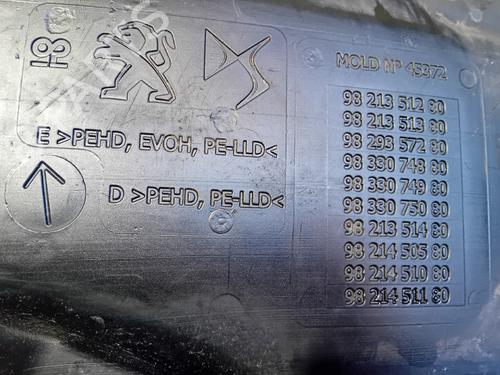 MOLD Nº 45372
98 213 512 80
98 213 513 80
98 293 572 80
98 330 748 80
98 330 749 80
98 330 750 80
98 213 514 80
98 214 505 80
98 214 510 80
98 214 511 80
E >PEHD, EVOH, PE-LLD<
D >PEHD, PE-LLD<